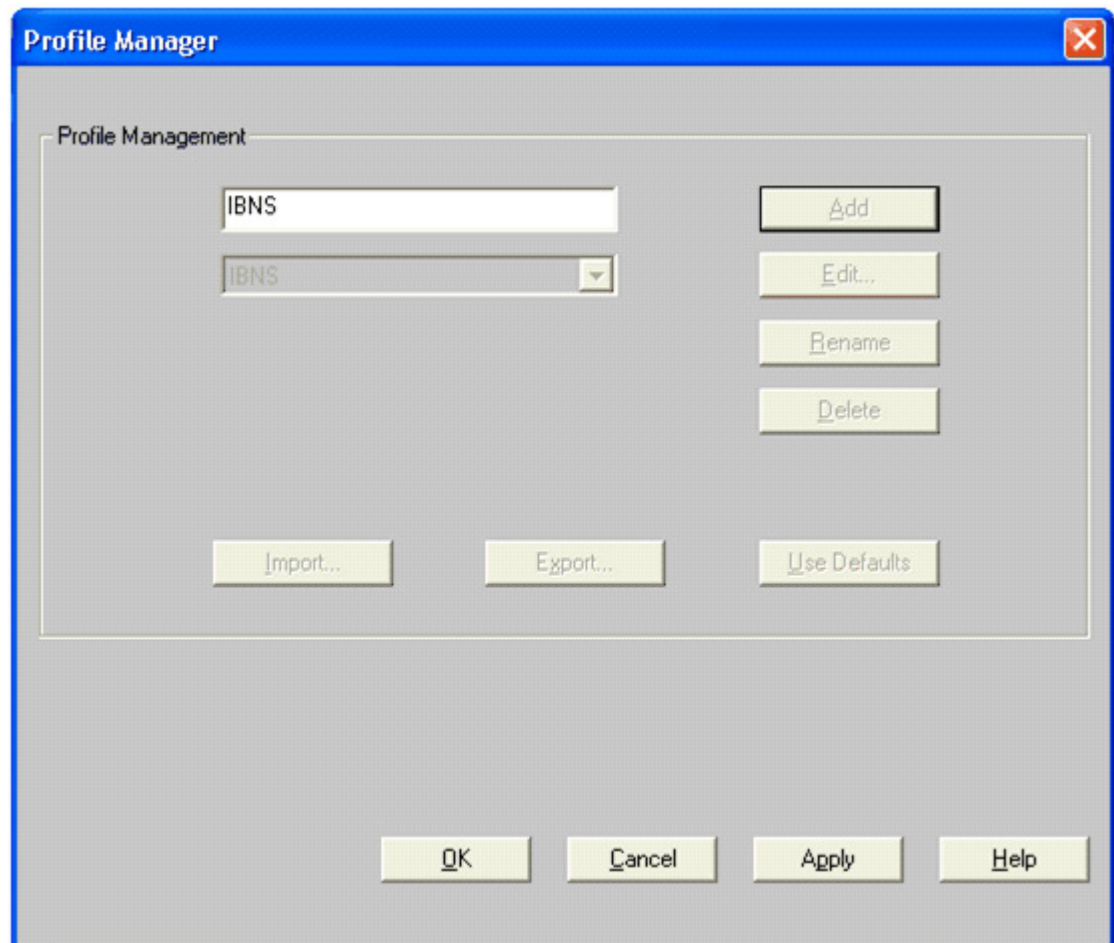 Profile Manager
Profile Management
IBNS
Add
IBNS
Edit...
Rename
Delete
Import...
Export...
Use Defaults
OK
Cancel
Apply
Help